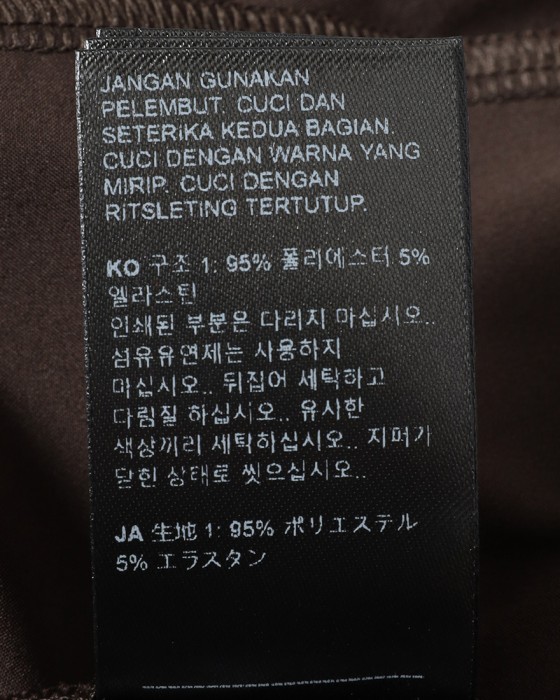 JANGAN GUNAKAN
PELEMBUT. CUCI DAN
SETERIKA KEDUA BAGIAN.
CUCI DENGAN WARNA YANG
MIRIP. CUCI DENGAN
RITSLETING TERTUTUP.
KO 구조 1: 95% 폴리에스터 5%
엘라스틴
인쇄된 부분은 다리지 마십시오..
섬유유연제는 사용하지
마십시오.. 뒤집어 세탁하고
다림질 하십시오.. 유사한
색상끼리 세탁하십시오.. 지퍼가
닫힌 상태로 씻으십시오..
JA 生地 1: 95% ポリエステル
5% エラスタン